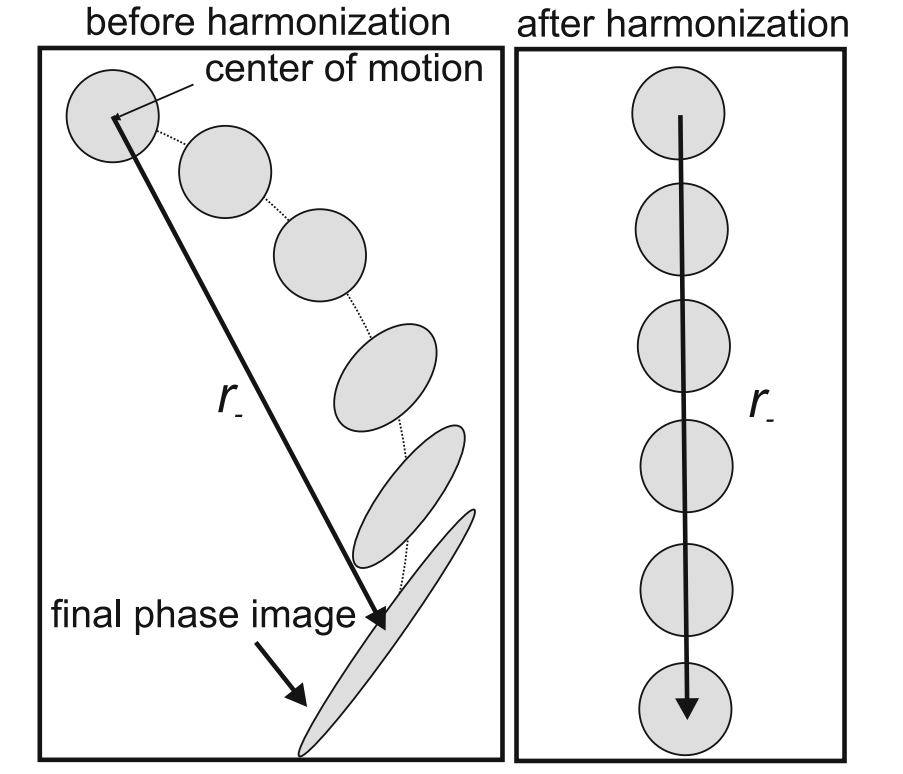 before harmonization
after harmonization
center of motion
r-
r-
final phase image